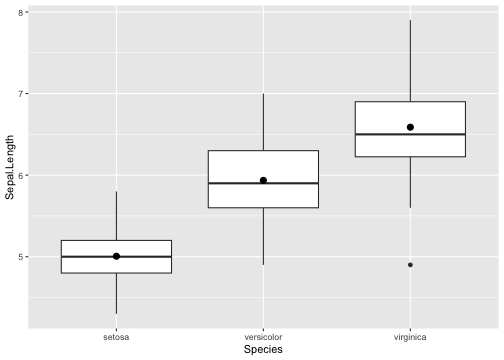 8
7
6
5
Sepal.Length
setosa
versicolor
virginica
Species